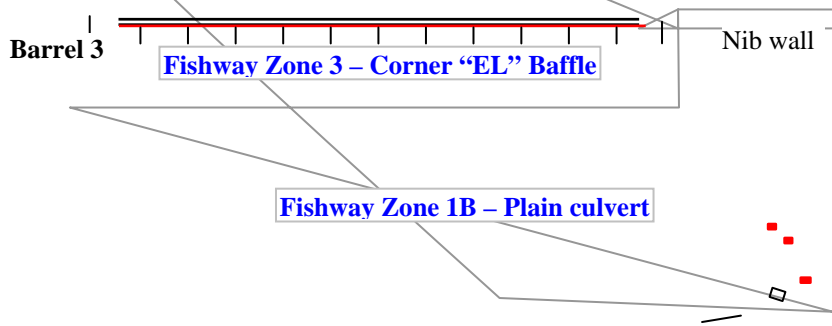 Nib wall
Barrel 3
Fishway Zone 3 – Corner “EL” Baffle
Fishway Zone 1B – Plain culvert